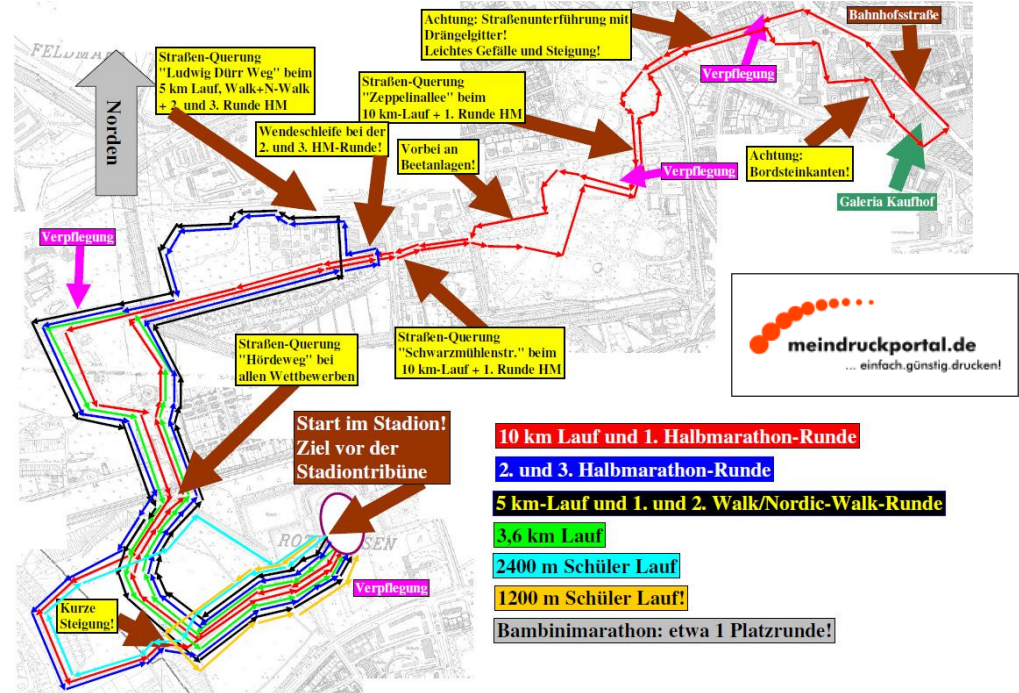 Achtung: Straßenunterführung mit
Drängelgitter!
Leichtes Gefälle und Steigung!
Bahnhofsstraße
Straßen-Querung
"Ludwig Dürr Weg" beim
5 km Lauf, Walk+N-Walk
+ 2. und 3. Runde HM
Norden
Straßen-Querung
"Zeppelinallee" beim
10 km-Lauf + 1. Runde HM
Verpflegung
Wendeschleife bei der
2. und 3. HM-Runde!
Vorbei an
Beetanlagen!
Achtung:
Bordsteinkanten!
Verpflegung
Galeria Kaufhof
Verpflegung
Straßen-Querung
"Hördeweg" bei
allen Wettbewerben
Straßen-Querung
"Schwarzmühlenstr." beim
10 km-Lauf + 1. Runde HM
meindruckportal.de
... einfach.günstig.drucken!
Start im Stadion!
Ziel vor der
Stadiontribüne
10 km Lauf und 1. Halbmarathon-Runde
2. und 3. Halbmarathon-Runde
5 km-Lauf und 1. und 2. Walk/Nordic-Walk-Runde
3,6 km Lauf
2400 m Schüler Lauf
1200 m Schüler Lauf!
Bambinimarathon: etwa 1 Platzrunde!
Verpflegung
Kurze
Steigung!